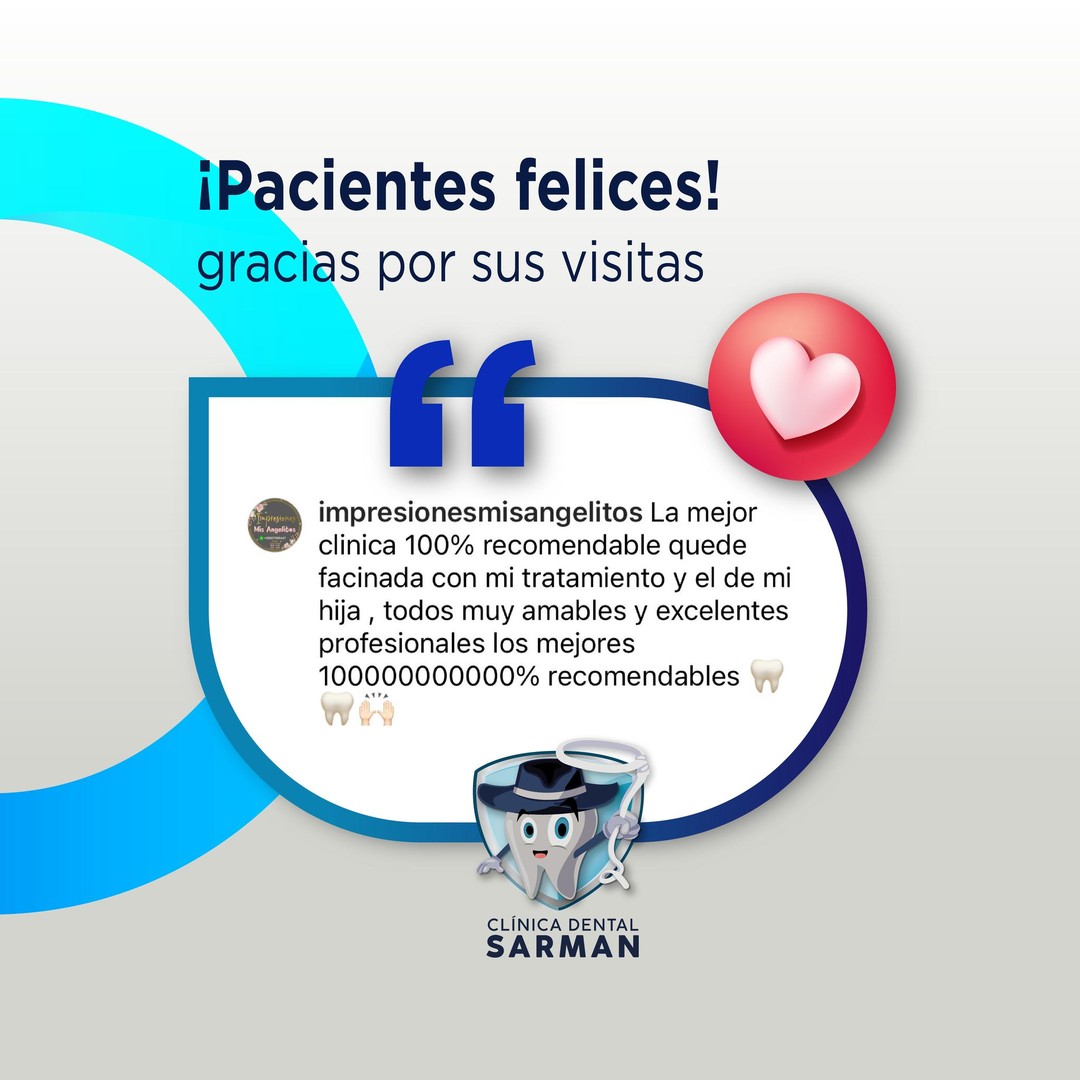 ¡Pacientes felices!
gracias por sus visitas
impresionesmisangelitos La mejor
clinica 100% recomendable quede
facinada con mi tratamiento y el de mi
hija , todos muy amables y excelentes
profesionales los mejores
100000000000% recomendables 🦷
🦷🙌🏻
Impresiones
Mis Angelitos
CLÍNICA DENTAL
SARMAN